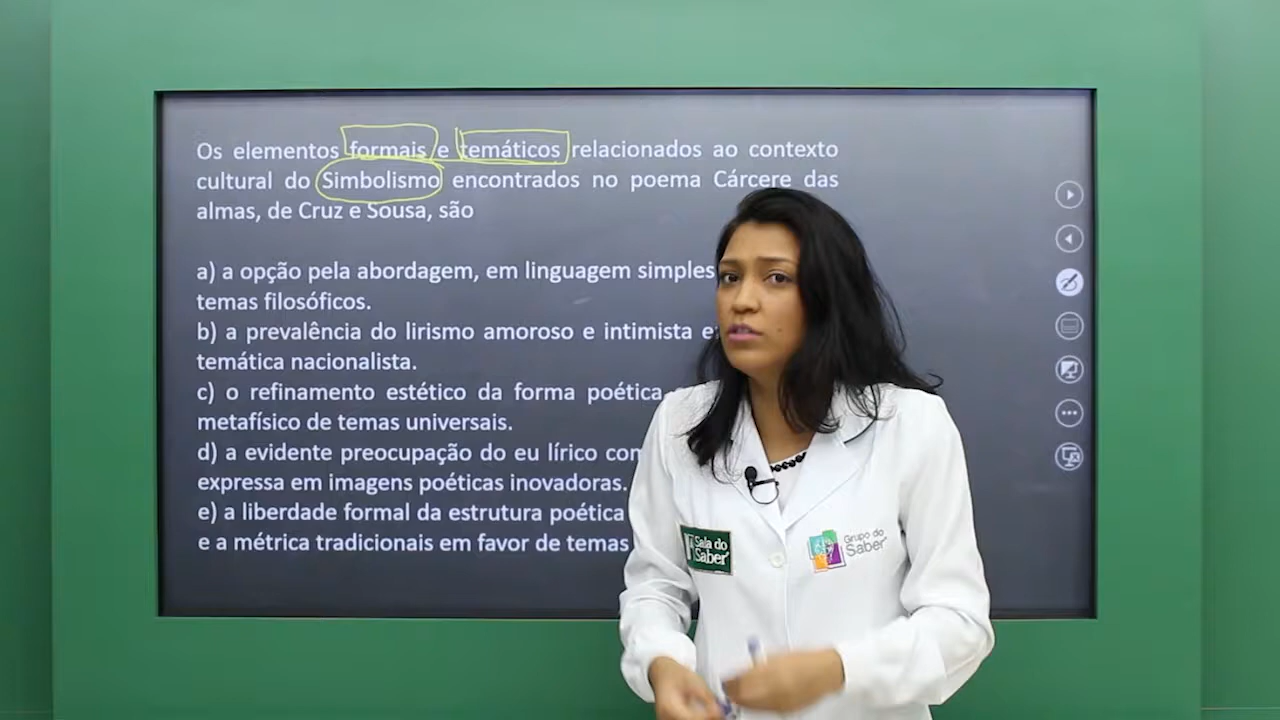 Os elementos formais e temáticos relacionados ao contexto
cultural do Simbolismo encontrados no poema Cárcere das
almas, de Cruz e Sousa, são
a) a opção pela abordagem, em linguagem simples
temas filosóficos.
b) a prevalência do lirismo amoroso e intimista
temática nacionalista.
c) o refinamento estético da forma poética
metafísico de temas universais.
d) a evidente preocupação do eu lírico
expressa em imagens poéticas inovadoras.
e) a liberdade formal da estrutura poética
e a métrica tradicionais em favor de temas
Sala do
Saber
Grupo do
Saber